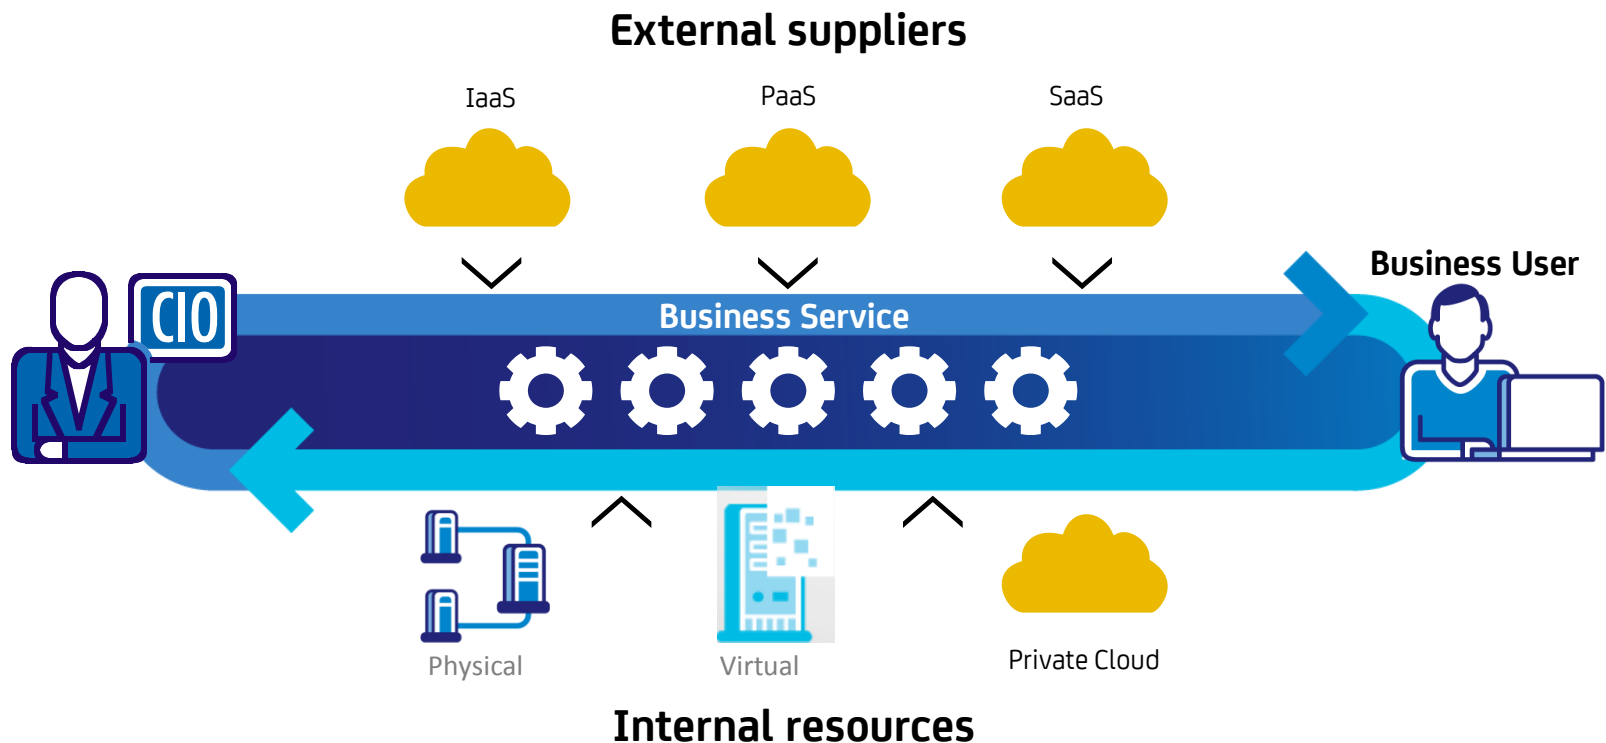 External suppliers
IaaS
PaaS
SaaS
Business User
CIO
Business Service
Physical
Virtual
Private Cloud
Internal resources